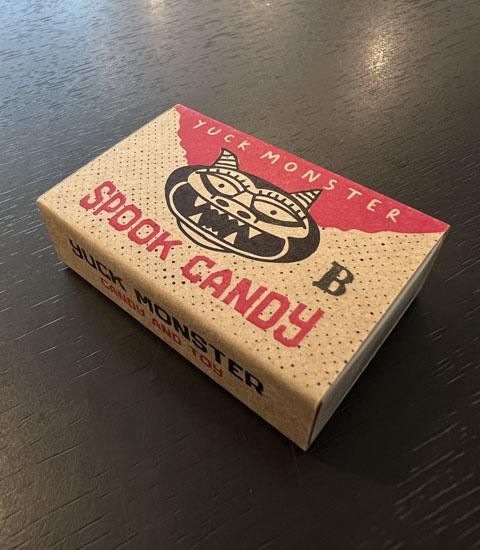 YUCK MONSTER
SPOOK CANDY
B
YUCK MONSTER
CANDY AND TOY